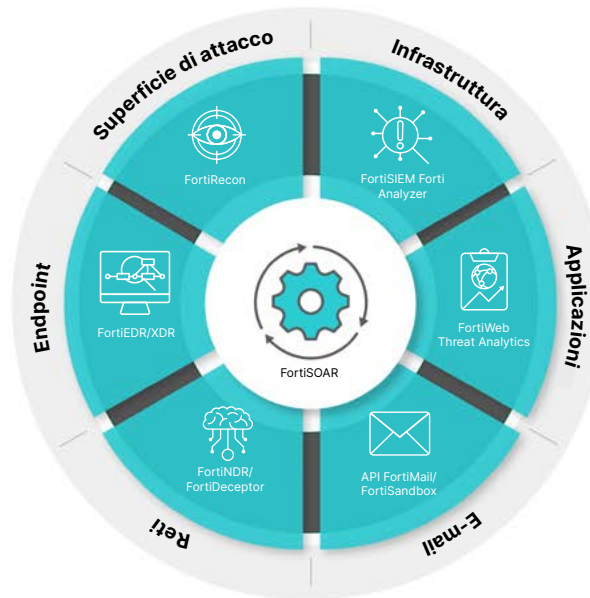 Superficie di attacco
Infrastruttura
FortiRecon
FortiSIEM Forti
Analyzer
Endpoint
Applicazioni
FortiEDR/XDR
FortiWeb
Threat Analytics
FortiSOAR
FortiNDR/
FortiDeceptor
API FortiMail/
FortiSandbox
Reti
E-mail